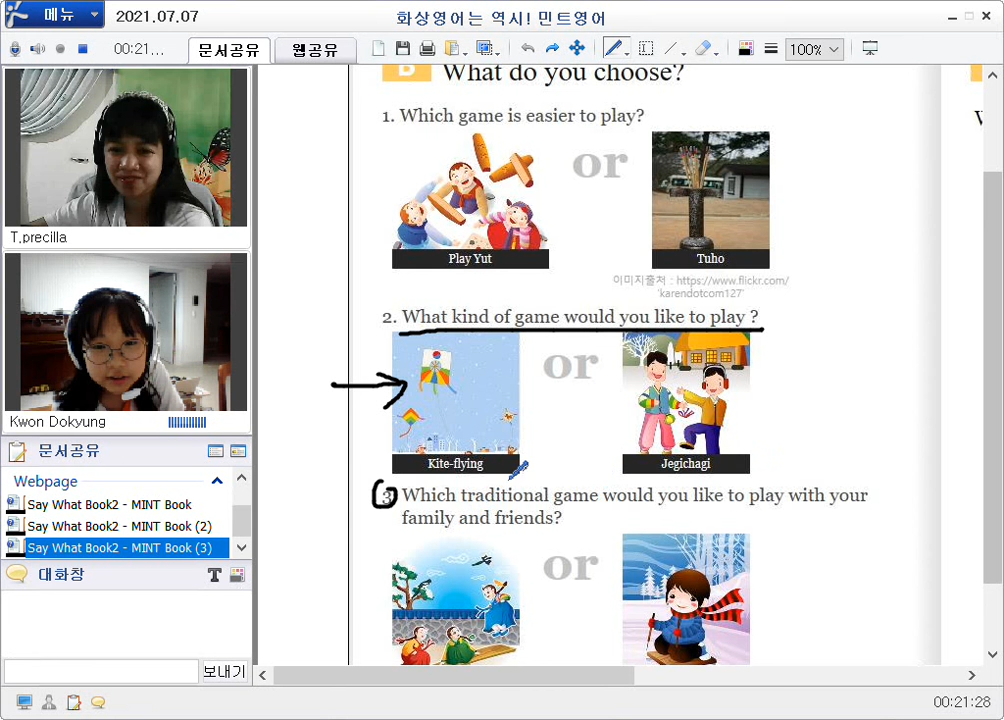 메뉴
2021.07.07
화상영어는 역시! 민트영어
00:21...
문서공유
웹공유
100%
T.precilla
Kwon Dokyung
문서공유
Webpage
Say What Book2 - MINT Book
Say What Book2 - MINT Book (2)
Say What Book2 - MINT Book (3)
대화창
T
보내기
B What do you choose?
1. Which game is easier to play?
or
Play Yut
Tuho
이미지출처 : https://www.flickr.com/
'karendotcom127'
2. What kind of game would you like to play ?
or
Kite-flying
Jegichagi
3. Which traditional game would you like to play with your
family and friends?
or
00:21:28